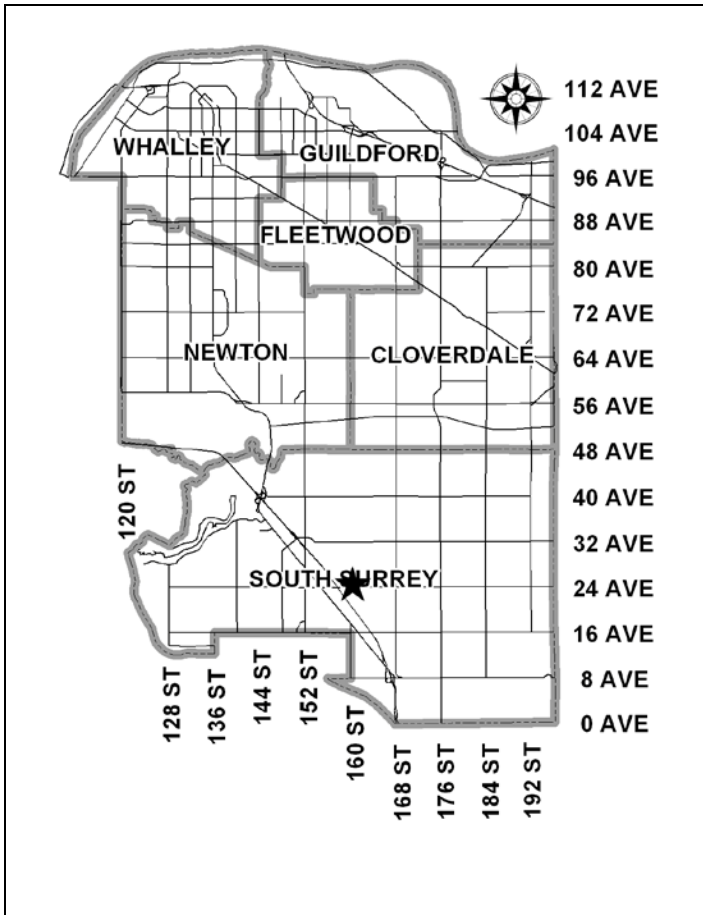 112 AVE
104 AVE
WHALLEY
GUILDFORD
96 AVE
88 AVE
FLEETWOOD
80 AVE
72 AVE
NEWTON
CLOVERDALE
64 AVE
56 AVE
48 AVE
120 ST
40 AVE
32 AVE
SOUTH SURREY
24 AVE
16 AVE
8 AVE
0 AVE
128 ST
136 ST
144 ST
152 ST
160 ST
168 ST
176 ST
184 ST
192 ST